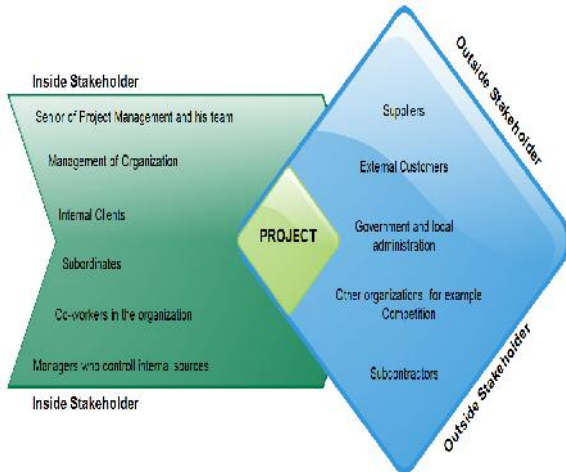 Inside Stakeholder
Senior of Project Management and his team
Management of Organization
Internal Clients
Subordinates
Co-workers in the organization
Managers who control internal sources
Inside Stakeholder
PROJECT
Outside Stakeholder
Suppliers
External Customers
Government and local
administration
Other organizations for example
Competition
Subcontractors
Outside Stakeholder